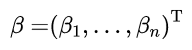 β = (β₁, . . . , βₙ)ᵀ